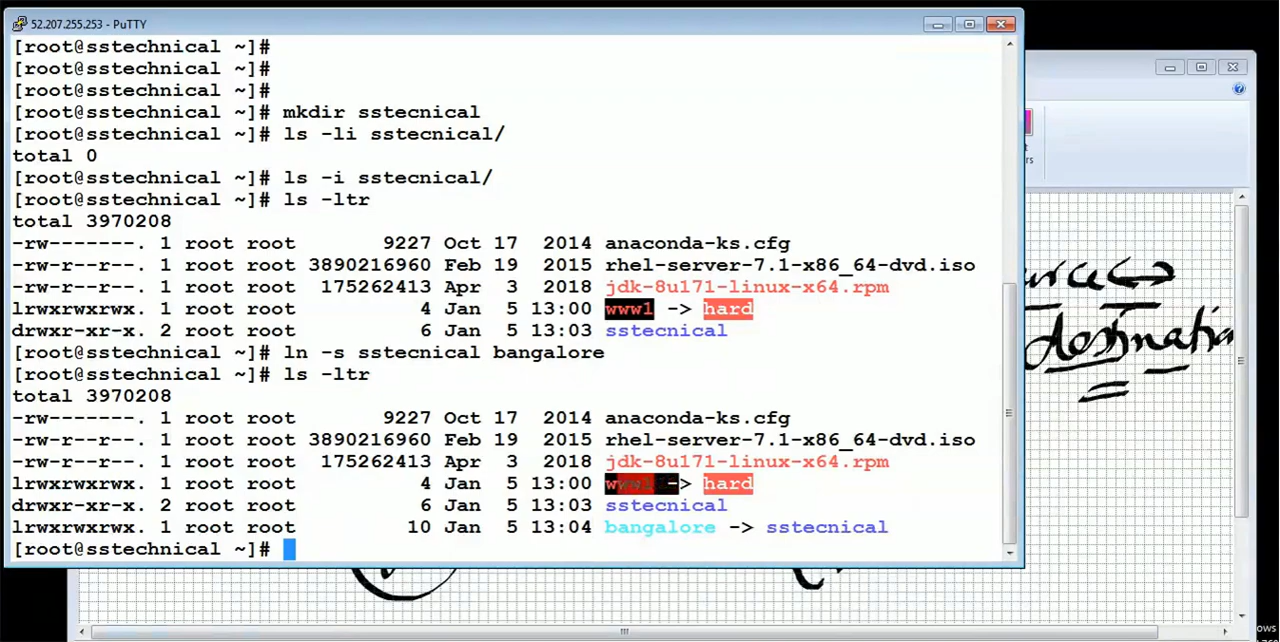 52.207.255.253 - PuTTY
[root@sstechnical ~]#
[root@sstechnical ~]#
[root@sstechnical ~]#
[root@sstechnical ~]# mkdir sstecnical
[root@sstechnical ~]# ls -li sstecnical/
total 0
[root@sstechnical ~]# ls -i sstecnical/
[root@sstechnical ~]# ls -ltr
total 3970208
-rw-------. 1 root root 9227 Oct 17 2014 anaconda-ks.cfg
-rw-r--r--. 1 root root 3890216960 Feb 19 2015 rhel-server-7.1-x86_64-dvd.iso
-rw-r--r--. 1 root root 175262413 Apr 3 2018 jdk-8u171-linux-x64.rpm
lrwxrwxrwx. 1 root root 4 Jan 5 13:00 www1 -> hard
drwxr-xr-x. 2 root root 6 Jan 5 13:03 sstecnical
[root@sstechnical ~]# ln -s sstecnical bangalore
[root@sstechnical ~]# ls -ltr
total 3970208
-rw-------. 1 root root 9227 Oct 17 2014 anaconda-ks.cfg
-rw-r--r--. 1 root root 3890216960 Feb 19 2015 rhel-server-7.1-x86_64-dvd.iso
-rw-r--r--. 1 root root 175262413 Apr 3 2018 jdk-8u171-linux-x64.rpm
lrwxrwxrwx. 1 root root 4 Jan 5 13:00 www1 -> hard
drwxr-xr-x. 2 root root 6 Jan 5 13:03 sstecnical
lrwxrwxrwx. 1 root root 10 Jan 5 13:04 bangalore -> sstecnical
[root@sstechnical ~]#